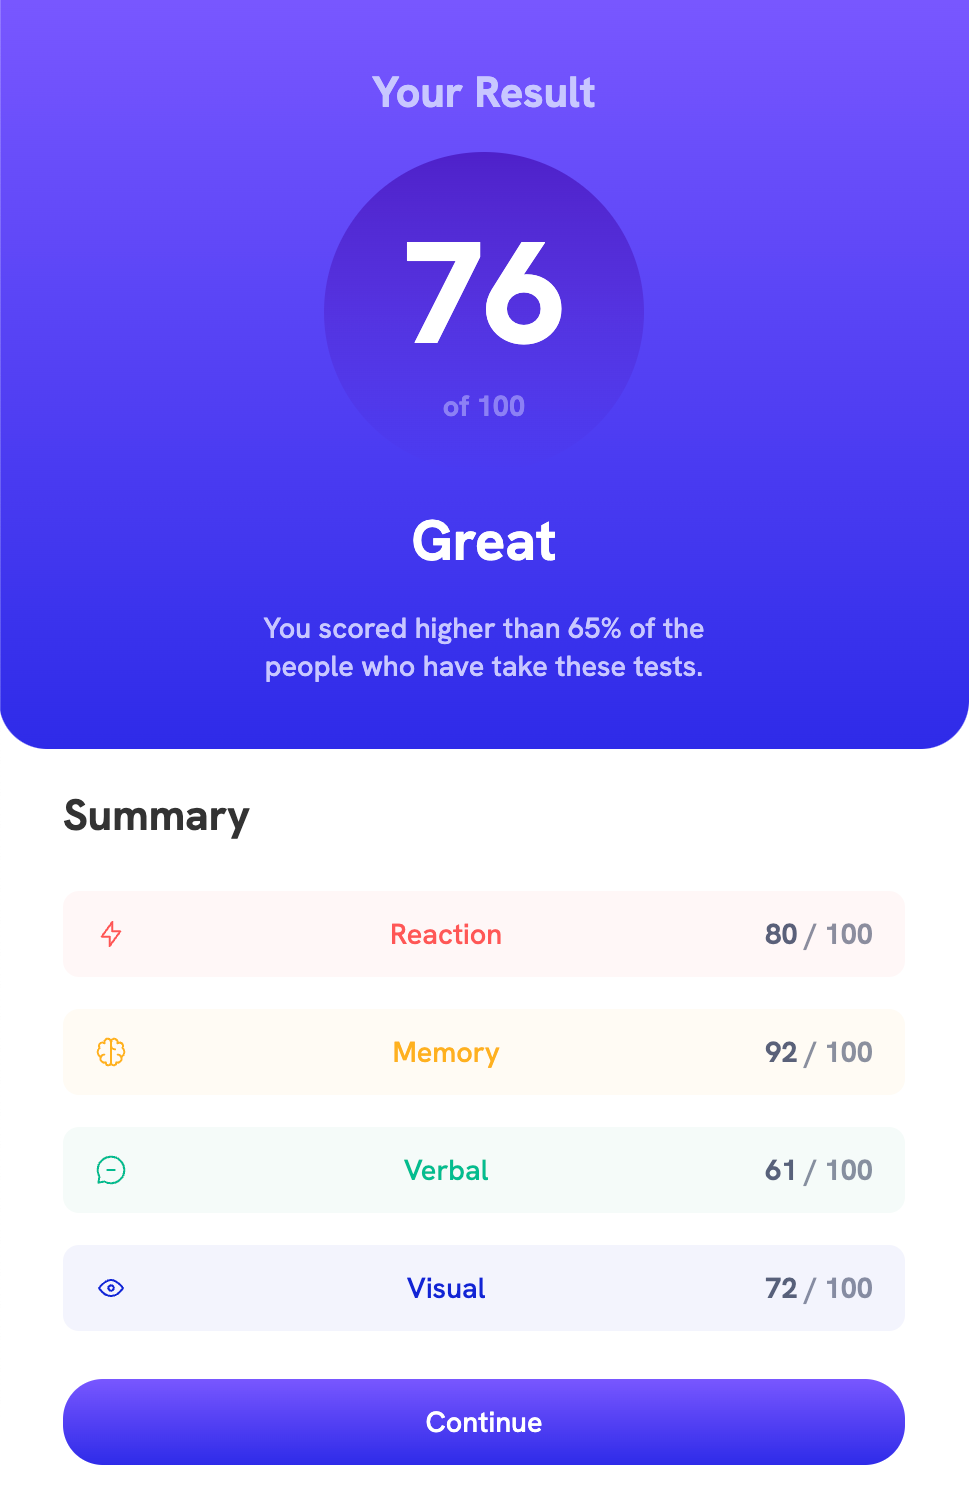 Your Result
76
of 100
Great
You scored higher than 65% of the
people who have take these tests.
Summary
Reaction 80 / 100
Memory 92 / 100
Verbal 61 / 100
Visual 72 / 100
Continue